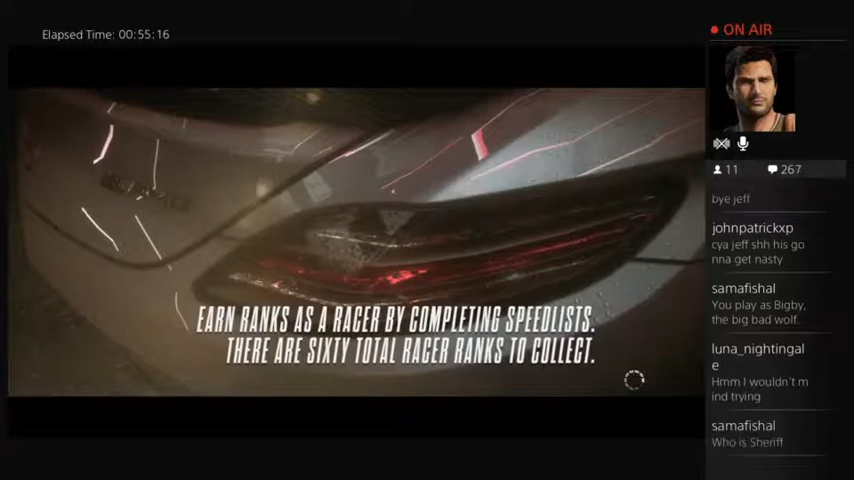 Elapsed Time: 00:55:16
ON AIR
11 267
bye jeff
johnpatrickxp
cya jeff shh his go
nna get nasty
samafishal
You play as Bigby,
the big bad wolf.
luna_nightingal
e
Hmm I wouldn't m
ind trying
samafishal
Who is Sheriff
EARN RANKS AS A RACER BY COMPLETING SPEEDLISTS.
THERE ARE SIXTY TOTAL RACER RANKS TO COLLECT.